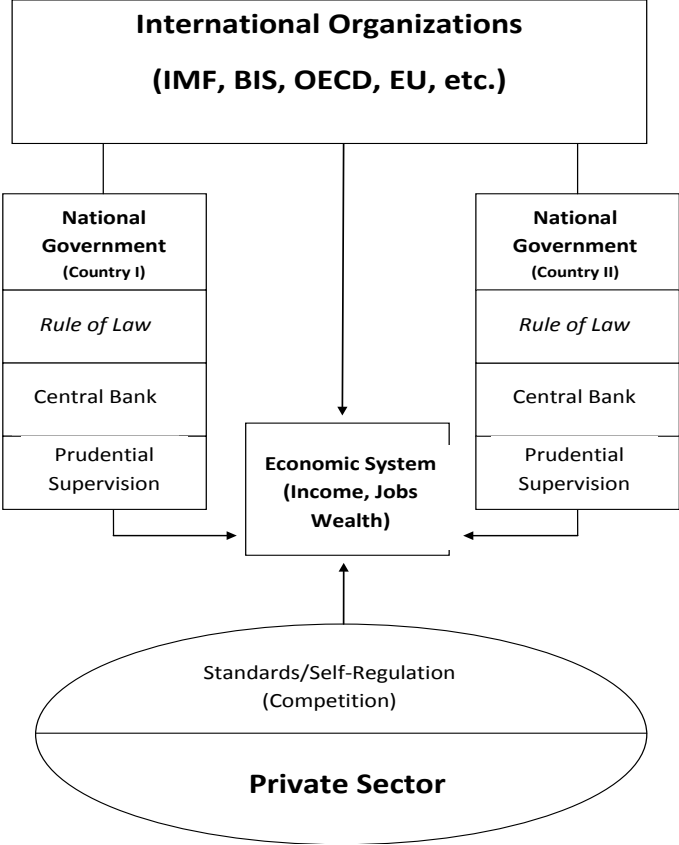 International Organizations
(IMF, BIS, OECD, EU, etc.)
National
Government
(Country I)
Rule of Law
Central Bank
Prudential
Supervision
National
Government
(Country II)
Rule of Law
Central Bank
Prudential
Supervision
Economic System
(Income, Jobs
Wealth)
Standards/Self-Regulation
(Competition)
Private Sector